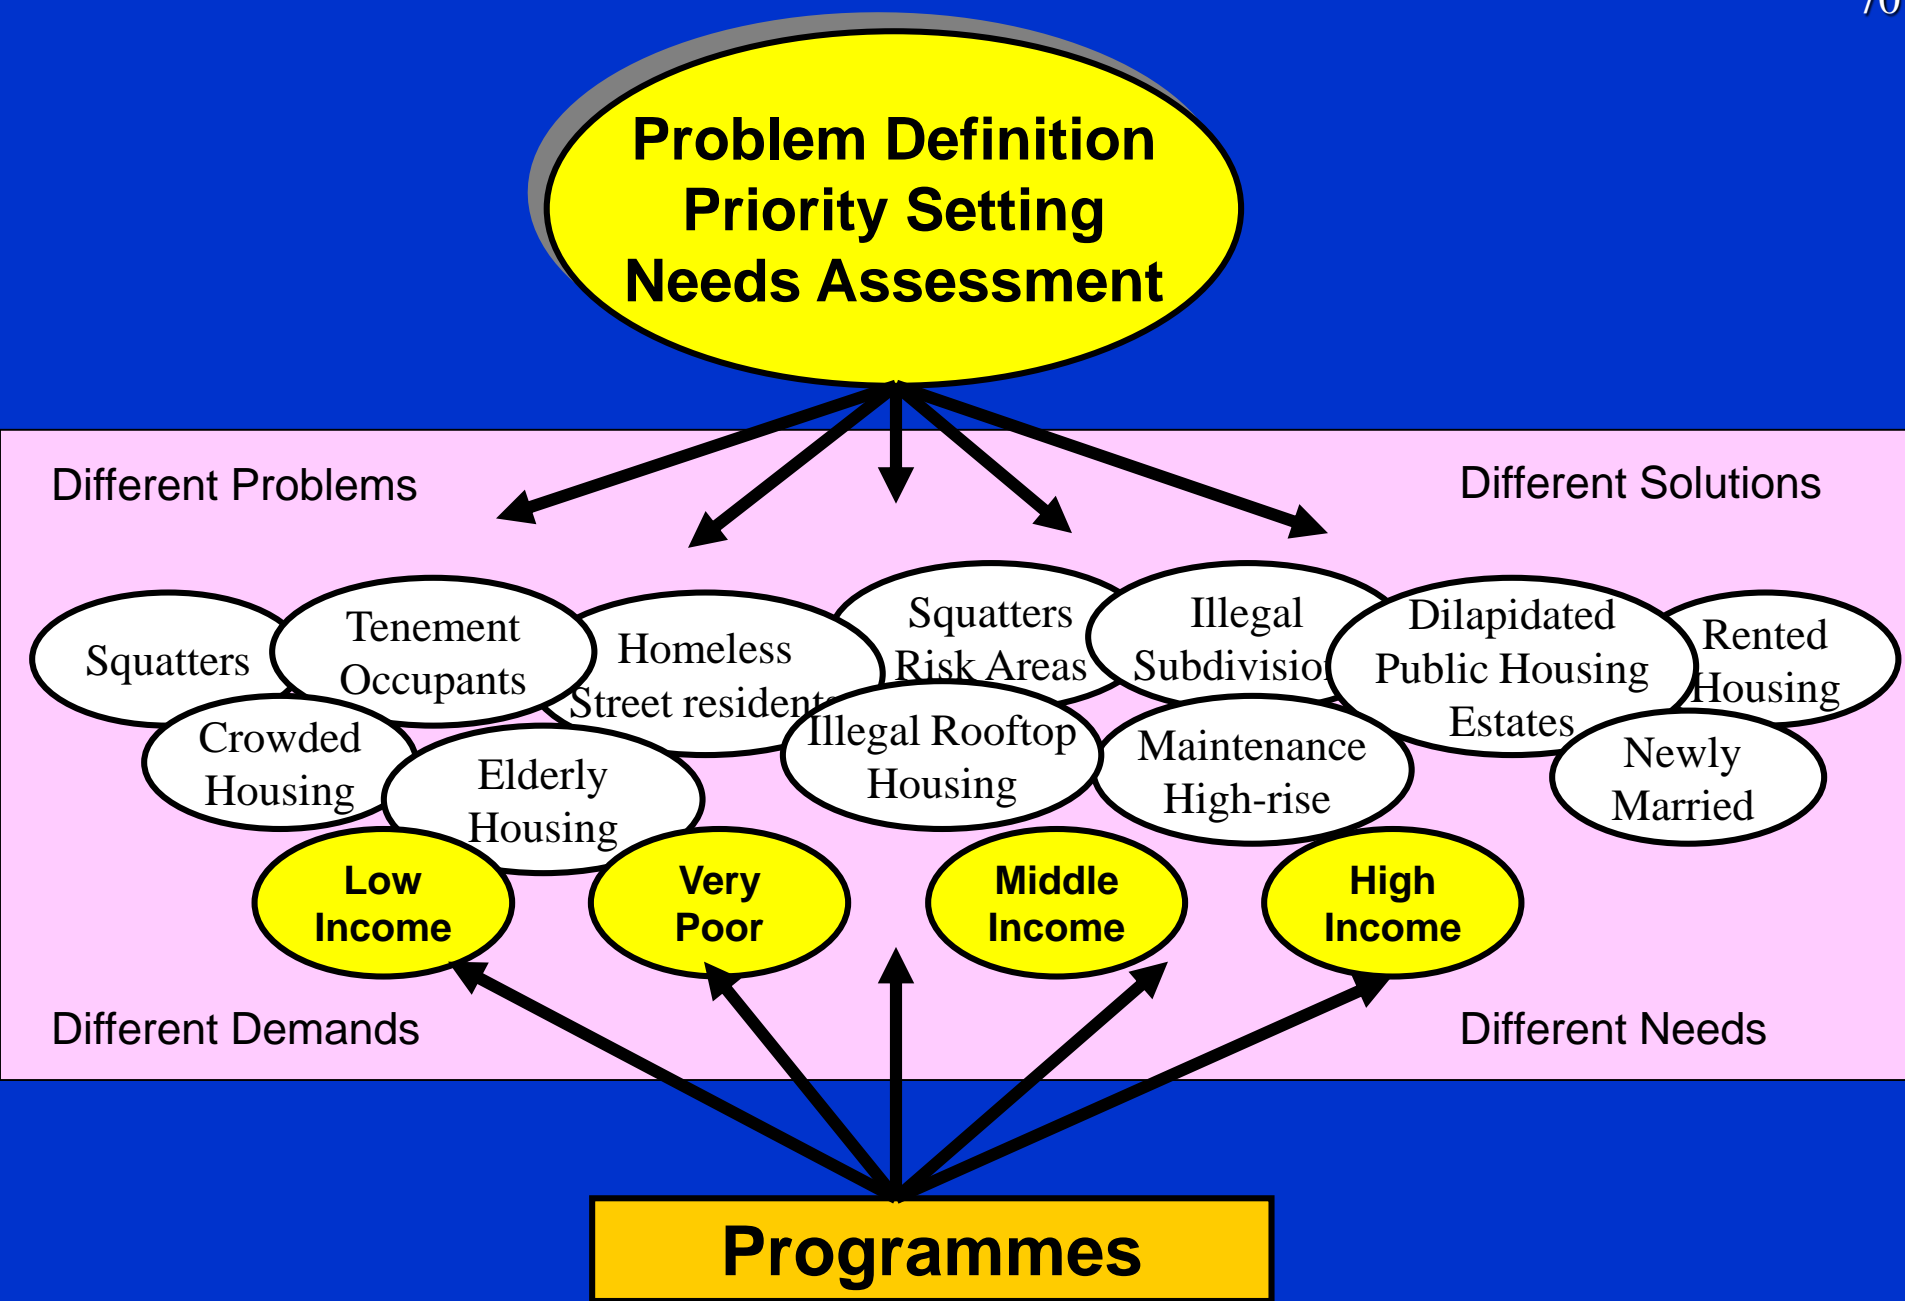 70
Problem Definition
Priority Setting
Needs Assessment
Different Problems
Different Solutions
Squatters
Tenement
Occupants
Homeless
Street residents
Squatters
Risk Areas
Illegal
Subdivision
Dilapidated
Public Housing
Estates
Rented
Housing
Crowded
Housing
Elderly
Housing
Illegal Rooftop
Housing
Maintenance
High-rise
Newly
Married
Low
Income
Very
Poor
Middle
Income
High
Income
Different Demands
Different Needs
Programmes